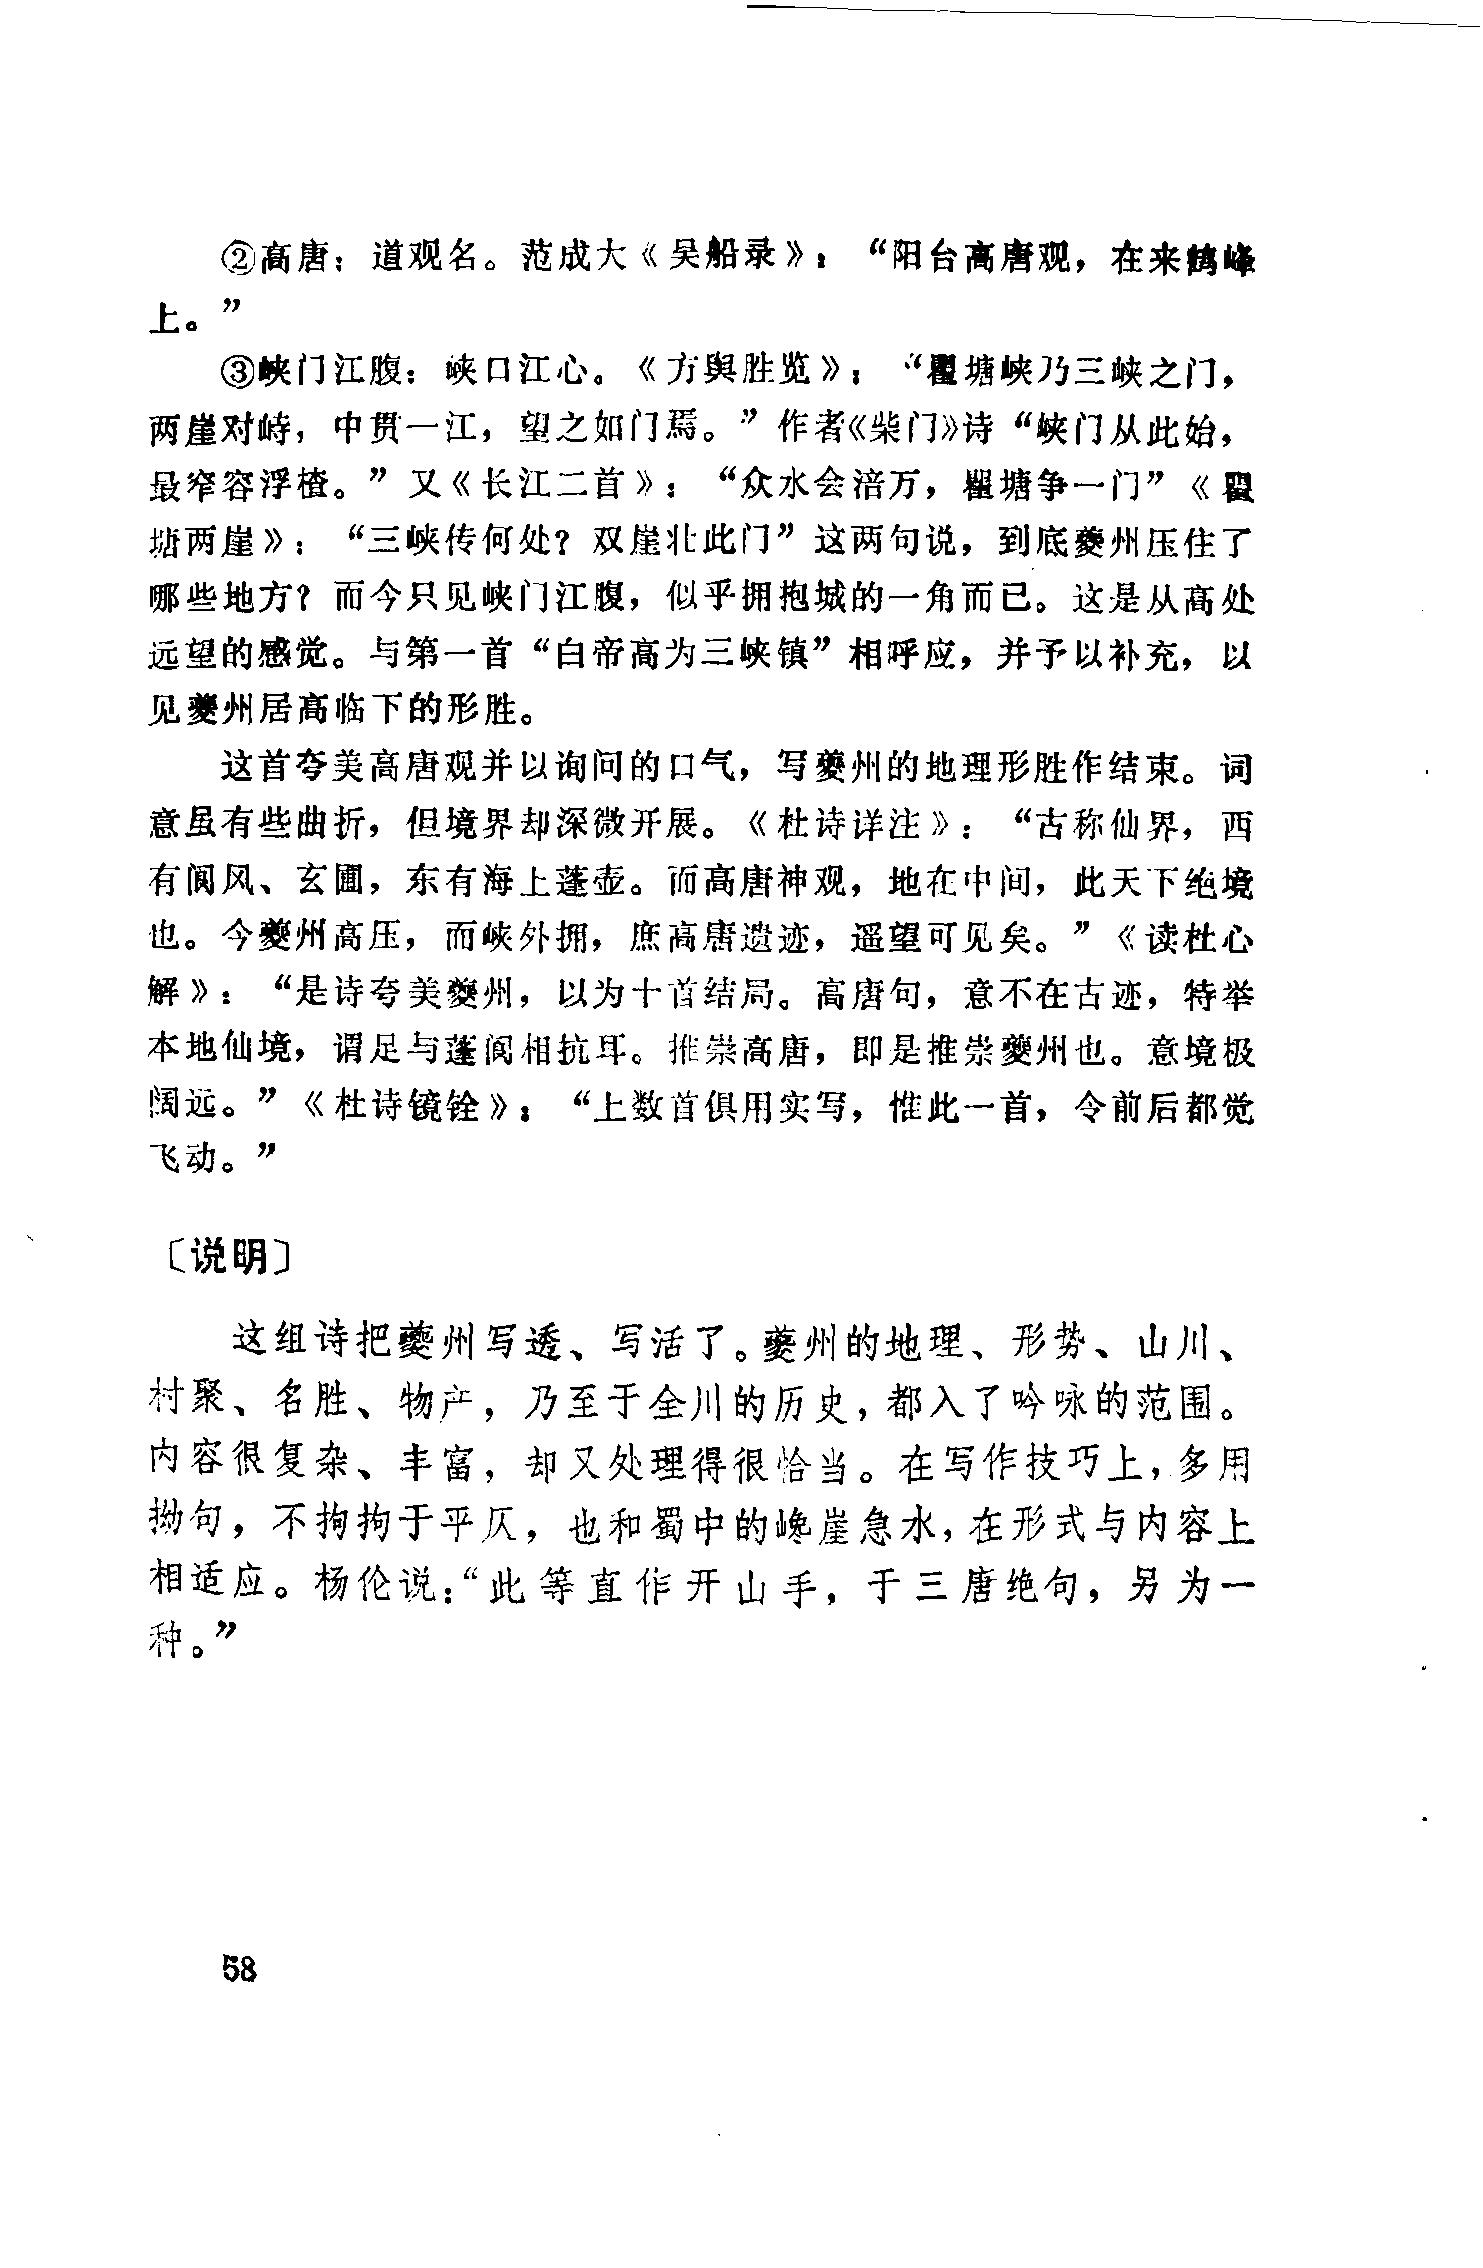 ②高唐：道观名。范成大《吴船录》：“阳台高唐观，在来鹤峰
上。”
③峡门江腹：峡口江心。《方舆胜览》：“瞿塘峡乃三峡之门，
两崖对峙，中贯一江，望之如门焉。”作者《柴门》诗“峡门从此始，
最窄容浮楂。”又《长江二首》：“众水会涪万，瞿塘争一门”《瞿
塘两崖》：“三峡传何处？双崖壮此门”这两句说，到底夔州压住了
哪些地方？而今只见峡门江腹，似乎拥抱城的一角而已。这是从高处
远望的感觉。与第一首“白帝高为三峡镇”相呼应，并予以补充，以
见夔州居高临下的形胜。
这首夸美高唐观并以询问的口气，写夔州的地理形胜作结束。词
意虽有些曲折，但境界却深微开展。《杜诗详注》：“古称仙界，西
有阆风、玄圃，东有海上蓬壶。而高唐神观，地在中间，此天下绝境
也。今夔州高压，而峡外拥，庶高唐遗迹，遥望可见矣。”《读杜心
解》：“是诗夸美夔州，以为十首结局。高唐句，意不在古迹，特举
本地仙境，谓足与蓬阆相抗耳。推崇高唐，即是推崇夔州也。意境极
阔远。”《杜诗镜铨》：“上数首俱用实写，惟此一首，令前后都觉
飞动。”
〔说明〕
这组诗把夔州写透、写活了。夔州的地理、形势、山川、
村聚、名胜、物产，乃至于全川的历史，都入了吟咏的范围。
内容很复杂、丰富，却又处理得很恰当。在写作技巧上，多用
拗句，不拘拘于平仄，也和蜀中的巉崖急水，在形式与内容上
相适应。杨伦说：“此等直作开山手，于三唐绝句，另为一
种。”
58